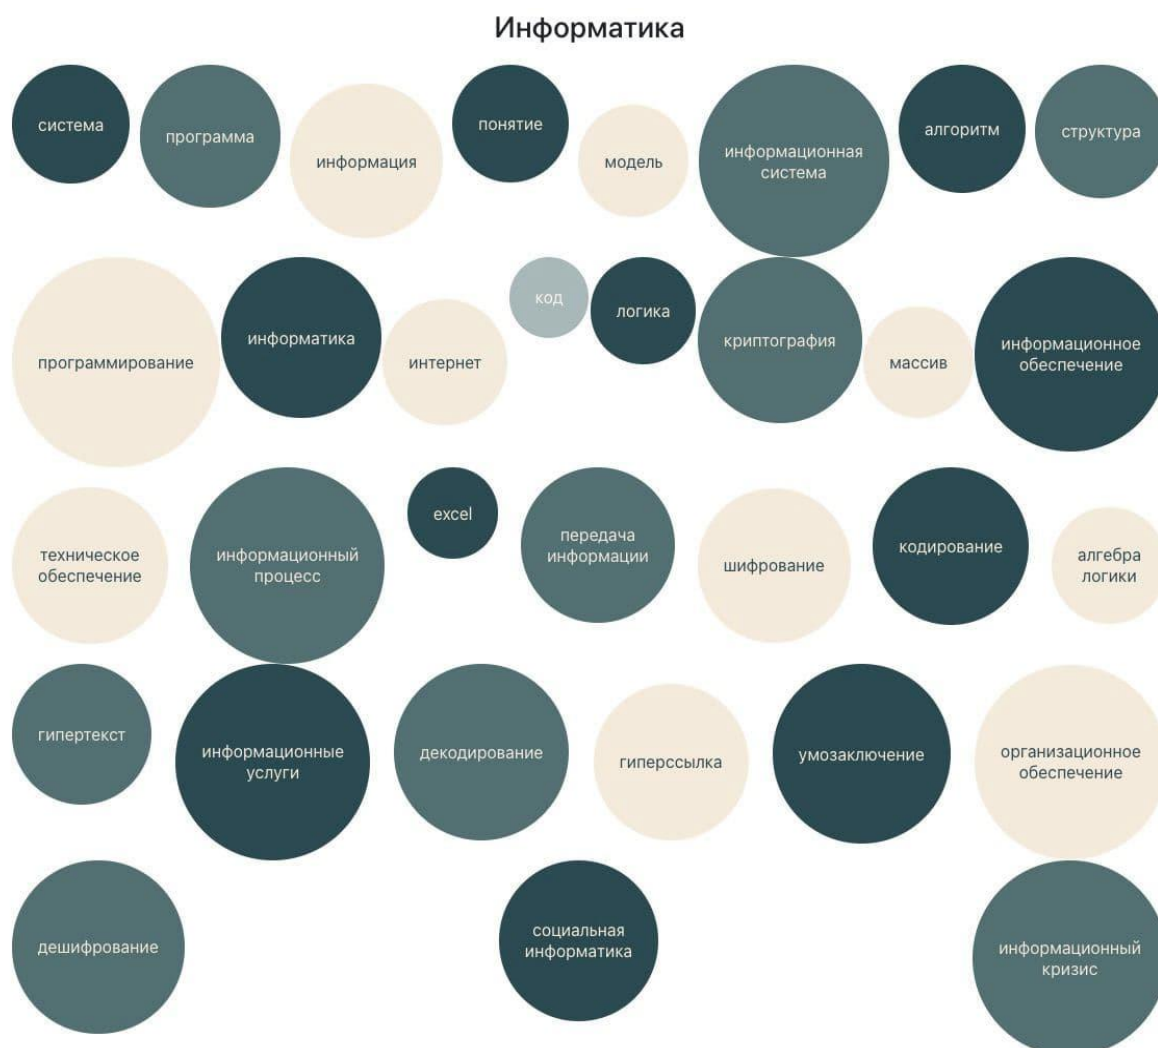 Информатика
система
программа
информация
понятие
модель
информационная
система
алгоритм
структура
программирование
информатика
интернет
код
логика
криптография
массив
информационное
обеспечение
техническое
обеспечение
информационный
процесс
excel
передача
информации
шифрование
кодирование
алгебра
логики
гипертекст
информационные
услуги
декодирование
гиперссылка
умозаключение
организационное
обеспечение
дешифрование
социальная
информатика
информационный
кризис